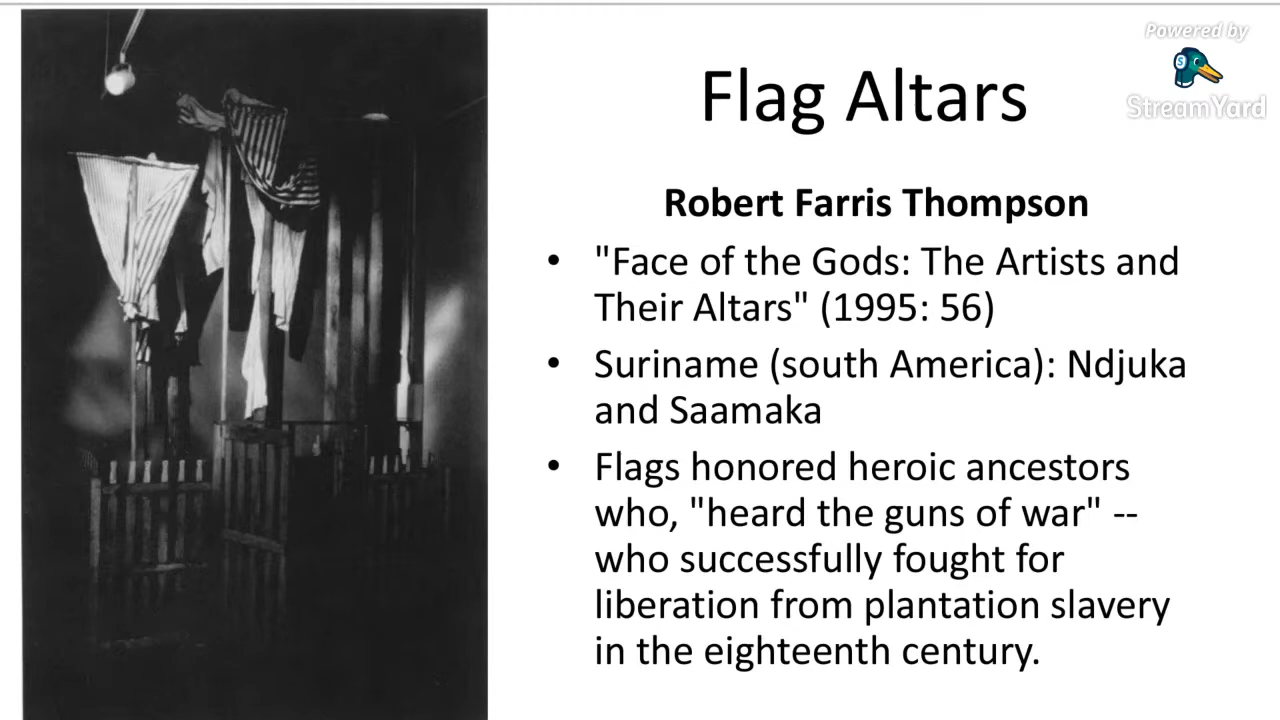 Powered by
StreamYard
Flag Altars
Robert Farris Thompson
• "Face of the Gods: The Artists and
Their Altars" (1995: 56)
• Suriname (south America): Ndjuka
and Saamaka
• Flags honored heroic ancestors
who, "heard the guns of war" --
who successfully fought for
liberation from plantation slavery
in the eighteenth century.